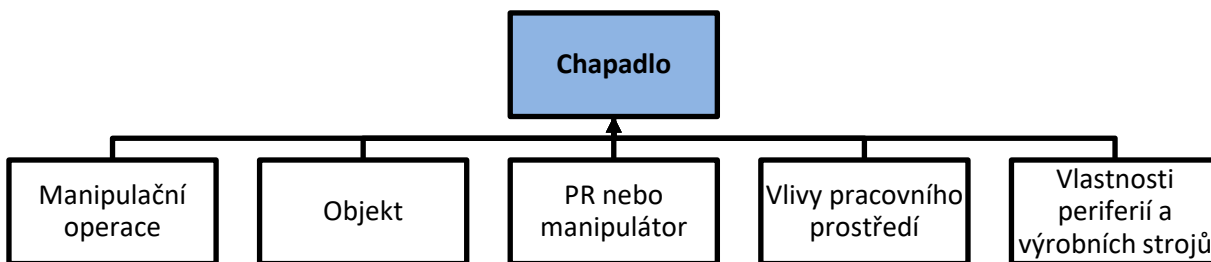 Chapadlo
Manipulační
operace
Objekt
PR nebo
manipulátor
Vlivy pracovního
prostředí
Vlastnosti
periferií a
výrobních strojů